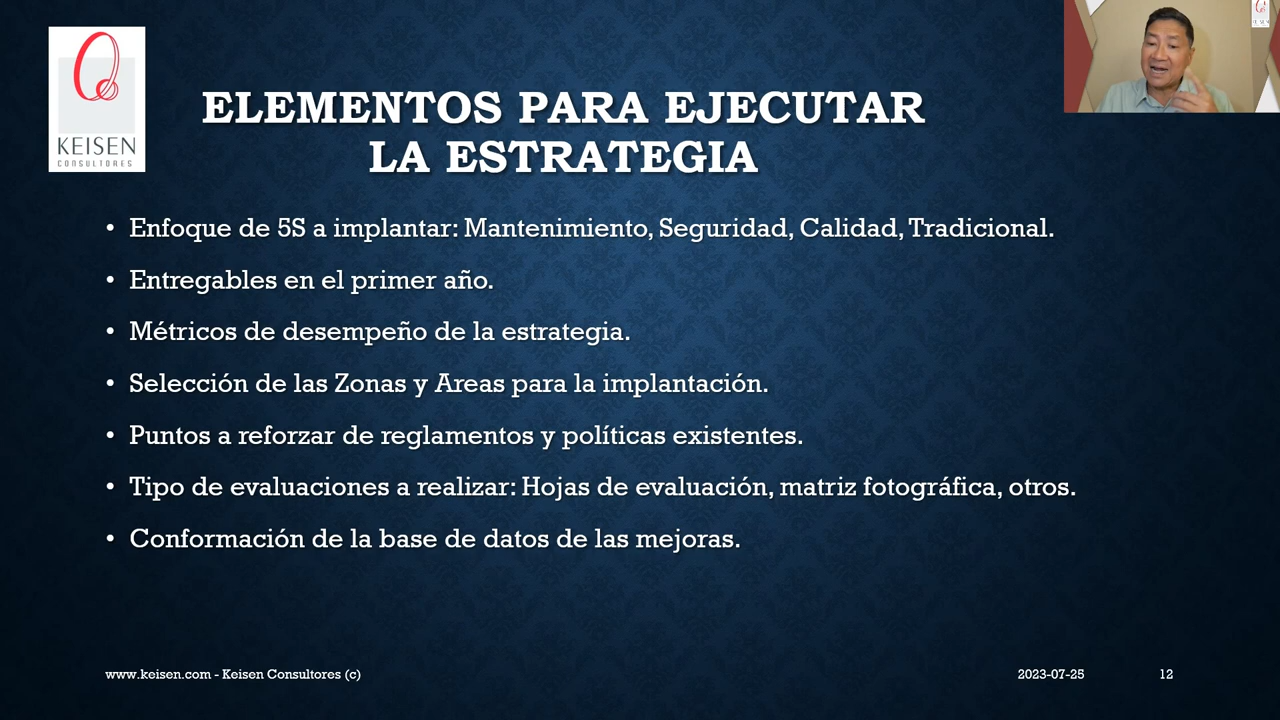 KEISEN
CONSULTORES
ELEMENTOS PARA EJECUTAR
LA ESTRATEGIA
• Enfoque de 5S a implantar: Mantenimiento, Seguridad, Calidad, Tradicional.
• Entregables en el primer año.
• Métricos de desempeño de la estrategia.
• Selección de las Zonas y Areas para la implantación.
• Puntos a reforzar de reglamentos y políticas existentes.
• Tipo de evaluaciones a realizar: Hojas de evaluación, matriz fotográfica, otros.
• Conformación de la base de datos de las mejoras.
www.keisen.com - Keisen Consultores (c)
2023-07-25
12